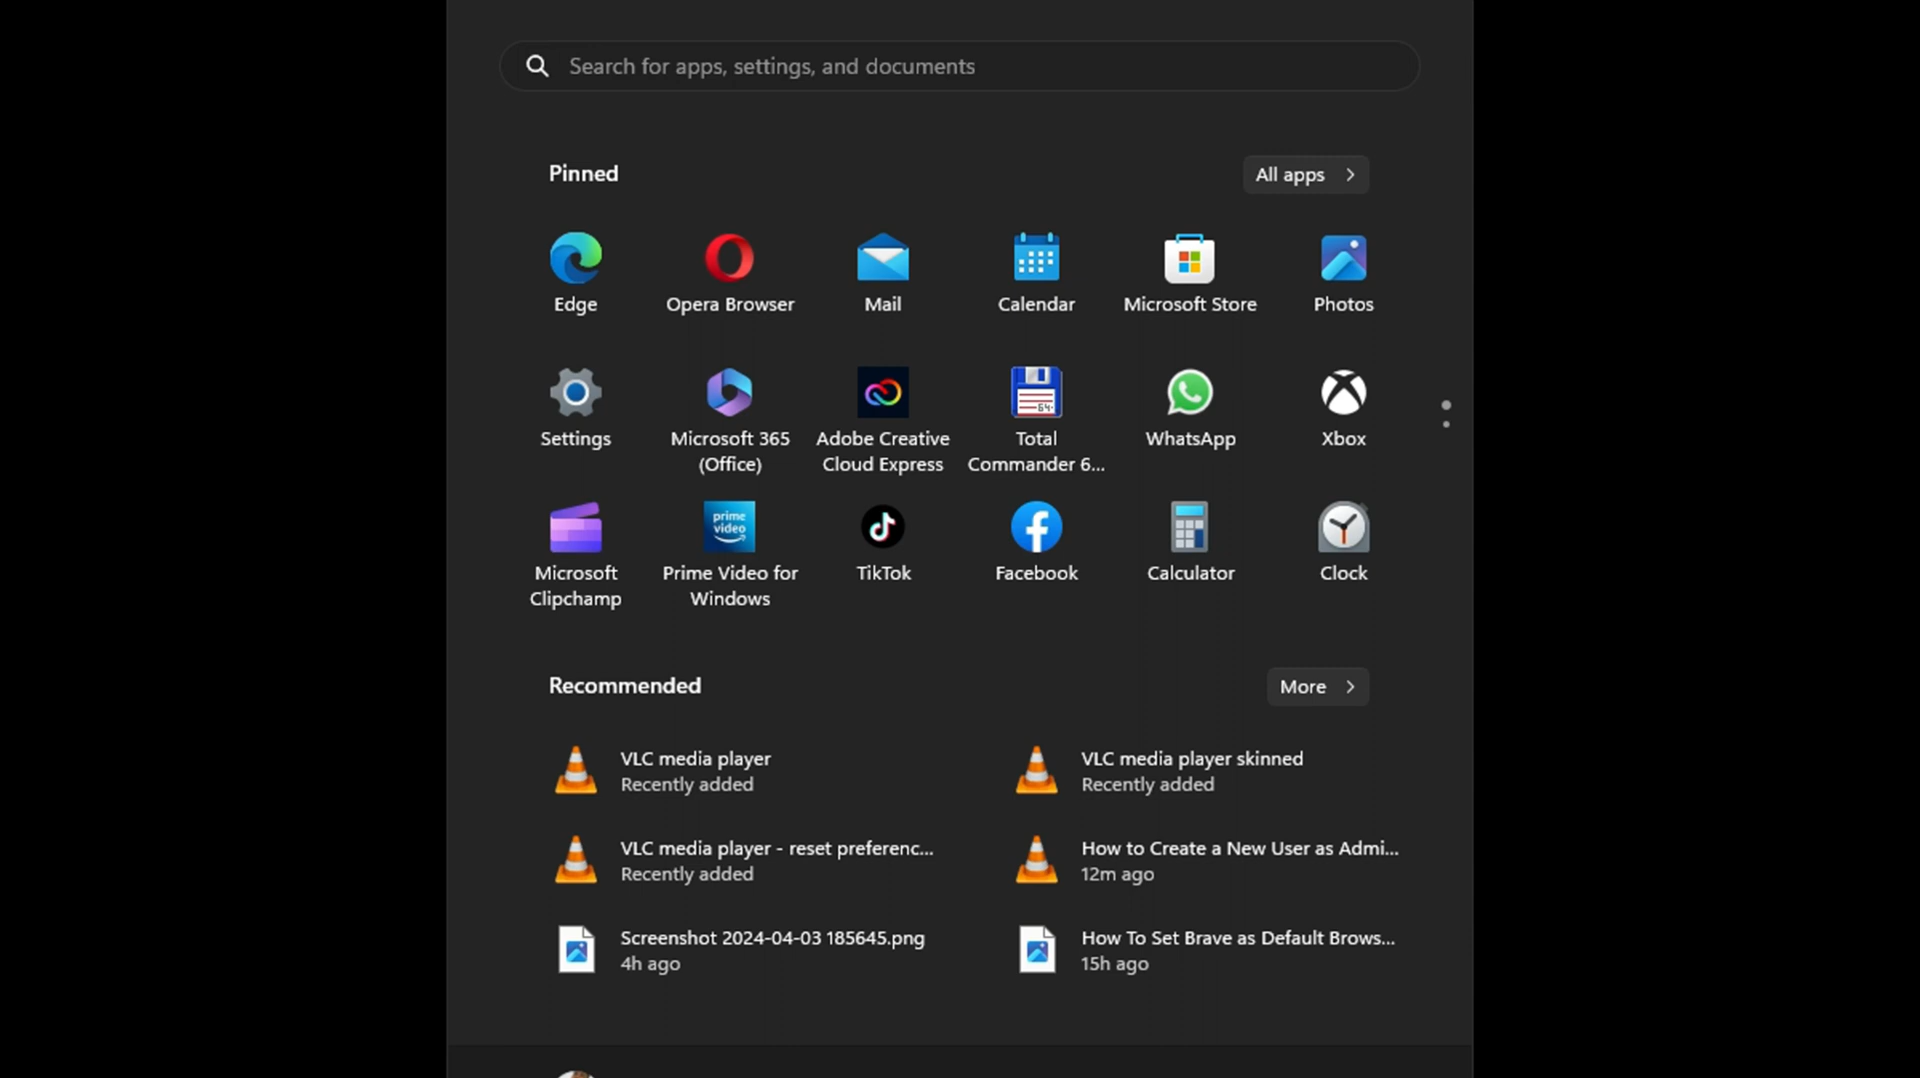 Search for apps, settings, and documents
Pinned
All apps
Edge
Opera Browser
Mail
Calendar
Microsoft Store
Photos
Settings
Microsoft 365
(Office)
Adobe Creative
Cloud Express
64
Total
Commander 6...
WhatsApp
Xbox
Microsoft
Clipchamp
prime
video
Prime Video for
Windows
TikTok
Facebook
Calculator
Clock
Recommended
More
VLC media player
Recently added
VLC media player skinned
Recently added
VLC media player - reset preferenc...
Recently added
How to Create a New User as Admi...
12m ago
Screenshot 2024-04-03 185645.png
4h ago
How To Set Brave as Default Brows...
15h ago